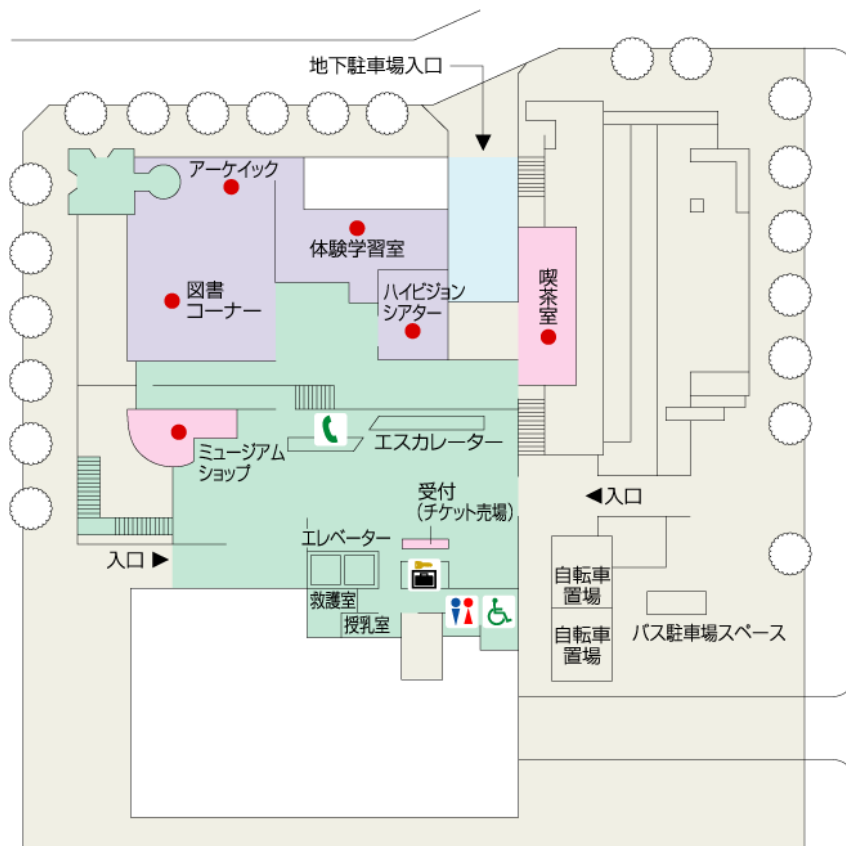 地下駐車場入口
アーケイック
体験学習室
図書
コーナー
ハイビジョン
シアター
喫茶室
ミュージアム
ショップ
エスカレーター
受付
(チケット売場)
入口
エレベーター
入口
救護室
授乳室
自転車
置場
自転車
置場
バス駐車場スペース